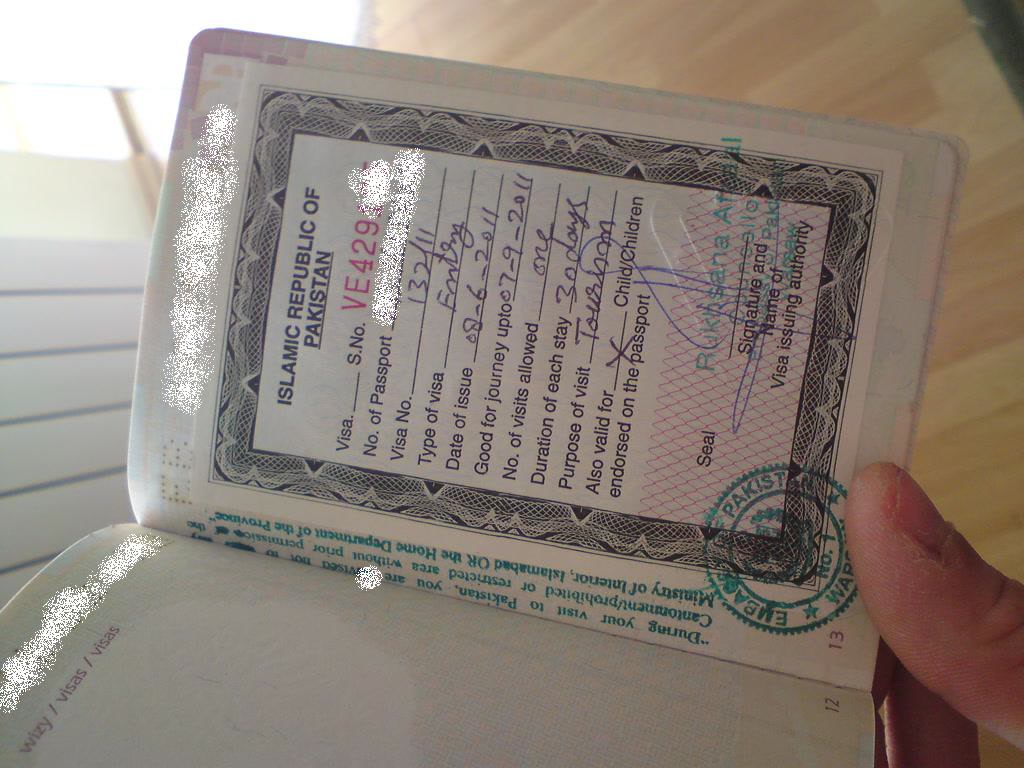 ISLAMIC REPUBLIC OF
PAKISTAN
Visa. S.No. VE429
No. of Passport
Visa No. 132/11
Type of visa Entry
Date of issue 08-6-2011
Good for journey upto 07-9-2011
No. of visits allowed one
Duration of each stay 30 days
Purpose of visit Tourism
Also valid for X Child/Children
endorsed on the passport
Seal
Rukhsana Afzaal
Signature and
Name of
Visa issuing authority
PAKISTAN
"During your visit to Pakistan, you are advised not to
Cantonment/prohibited or restricted area without prior permission by the
Ministry of Interior, Islamabad OR the Home Department of the Province".
13
12
wizy / visas / visas